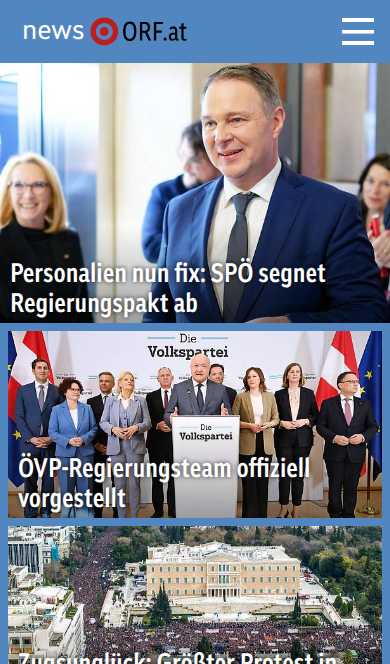 news ORF.at
Personalien nun fix: SPÖ segnet
Regierungspakt ab
Die
Volkspartei
Die
Volkspartei
ÖVP-Regierungsteam offiziell
vorgestellt
Zugsunglück: Größter Protest in